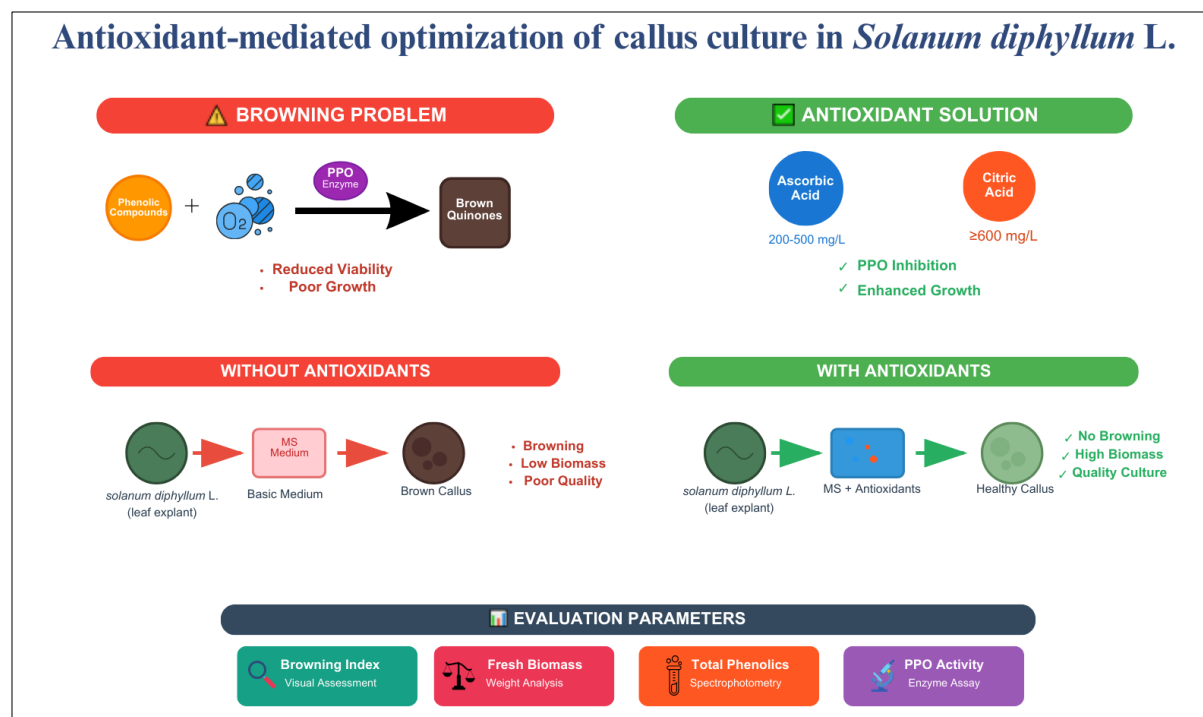 Antioxidant-mediated optimization of callus culture in Solanum diphyllum L.
BROWNING PROBLEM
Phenolic
Compounds
+
O2
PPO
Enzyme
Brown
Quinones
• Reduced Viability
• Poor Growth
ANTIOXIDANT SOLUTION
Ascorbic
Acid
200-500 mg/L
Citric
Acid
≥600 mg/L
✓ PPO Inhibition
✓ Enhanced Growth
WITHOUT ANTIOXIDANTS
solanum diphyllum L.
(leaf explant)
MS
Medium
Basic Medium
Brown Callus
• Browning
• Low Biomass
• Poor Quality
WITH ANTIOXIDANTS
solanum diphyllum L.
(leaf explant)
MS + Antioxidants
Healthy Callus
✓ No Browning
✓ High Biomass
✓ Quality Culture
EVALUATION PARAMETERS
Browning Index
Visual Assessment
Fresh Biomass
Weight Analysis
Total Phenolics
Spectrophotometry
PPO Activity
Enzyme Assay